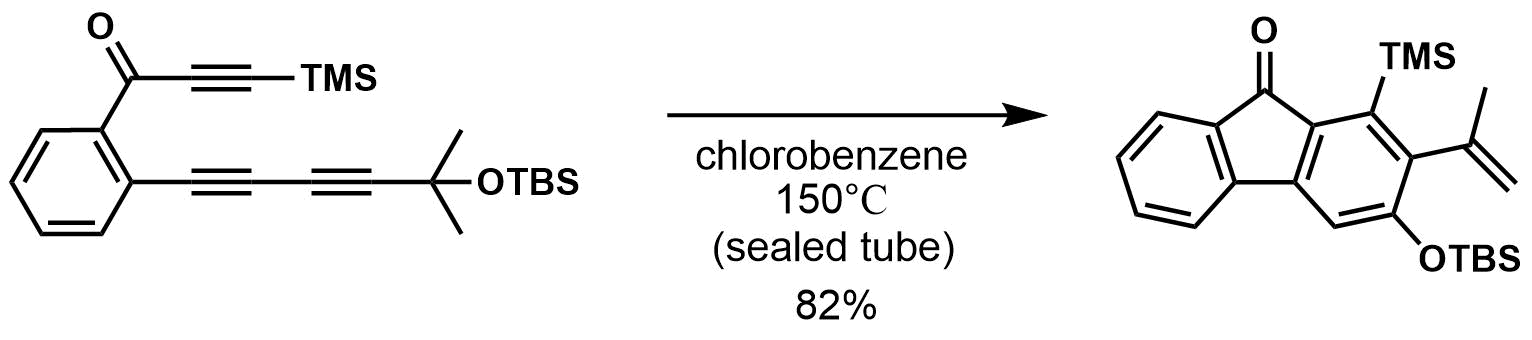 O
TMS
OTBS
chlorobenzene
150°C
(sealed tube)
82%
O
TMS
OTBS